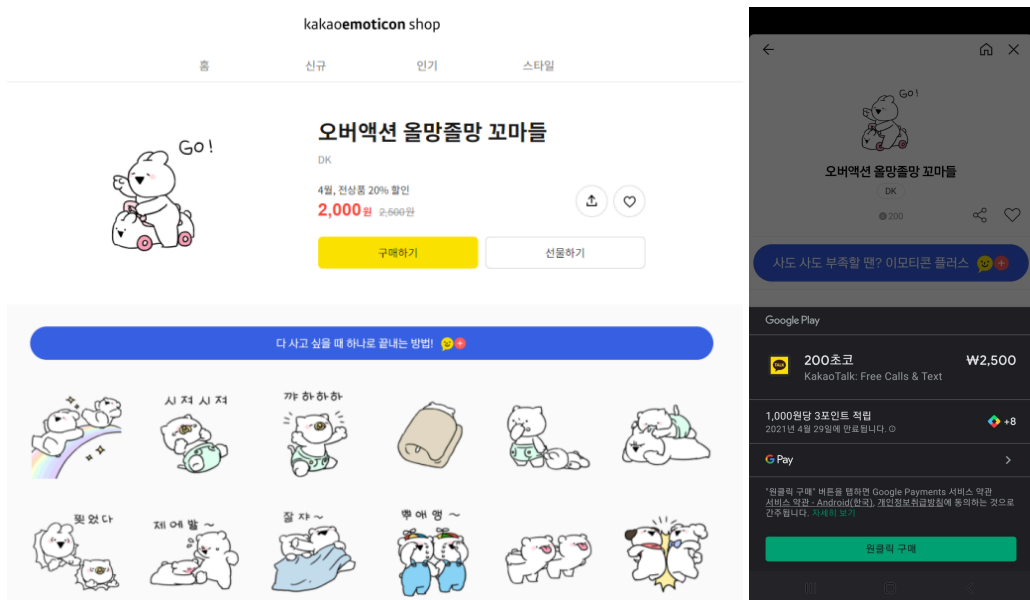 kakaoemoticon shop
홈 신규 인기 스타일
GO!
오버액션 올망졸망 꼬마들
DK
4월, 전상품 20% 할인
2,000원 2,500원
구매하기 선물하기
다 사고 싶을 때 하나로 끝내는 방법!
시져시져
꺄하하하
찢었다
제에발~
잘쟈~
뿌애앵~
GO!
오버액션 올망졸망 꼬마들
DK
200
사도 사도 부족할 땐? 이모티콘 플러스
Google Play
TALK
200초코 ₩2,500
KakaoTalk: Free Calls & Text
1,000원당 3포인트 적립
+8
2021년 4월 29일에 만료됩니다.
G Pay
"원클릭 구매" 버튼을 탭하면 Google Payments 서비스 약관
서비스 약관 - Android(한국), 개인정보취급방침에 동의하는 것으로
간주됩니다. 자세히 보기
원클릭 구매